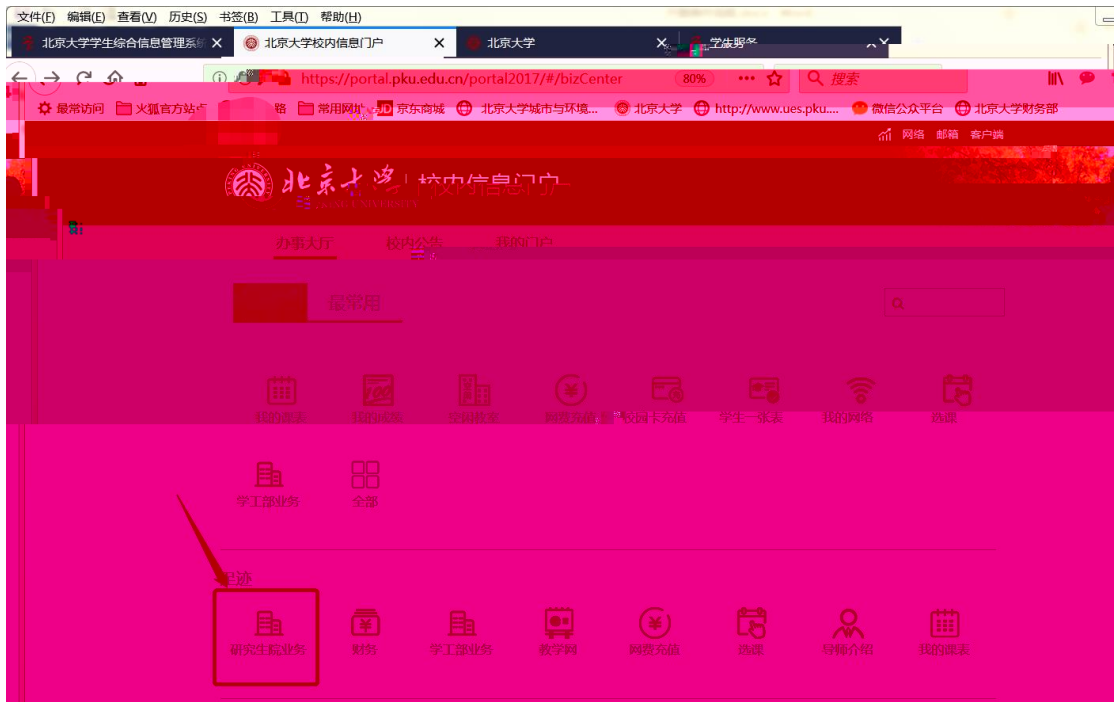 文件(F) 编辑(E) 查看(V) 历史(S) 书签(B) 工具(T) 帮助(H)
北京大学学生综合信息管理系统 × 北京大学校内信息门户 × 北京大学 × 学生服务 ×
https://portal.pku.edu.cn/portal2017/#/bizCenter 80% 搜索
最常访问 火狐官方站点 常用网址 JD 京东商城 北京大学城市与环境... 北京大学 http://www.ues.pku.... 微信公众平台 北京大学财务部
网络 邮箱 客户端
北京大学 校内信息门户
办事大厅 校内公告 我的门户
最常用
我的课表 我的成绩 空闲教室 网费充值 校园卡充值 学生一张表 我的网络 选课
学工部业务 全部
足迹
研究生院业务 财务 学工部业务 教学网 网费充值 选课 导师介绍 我的课表